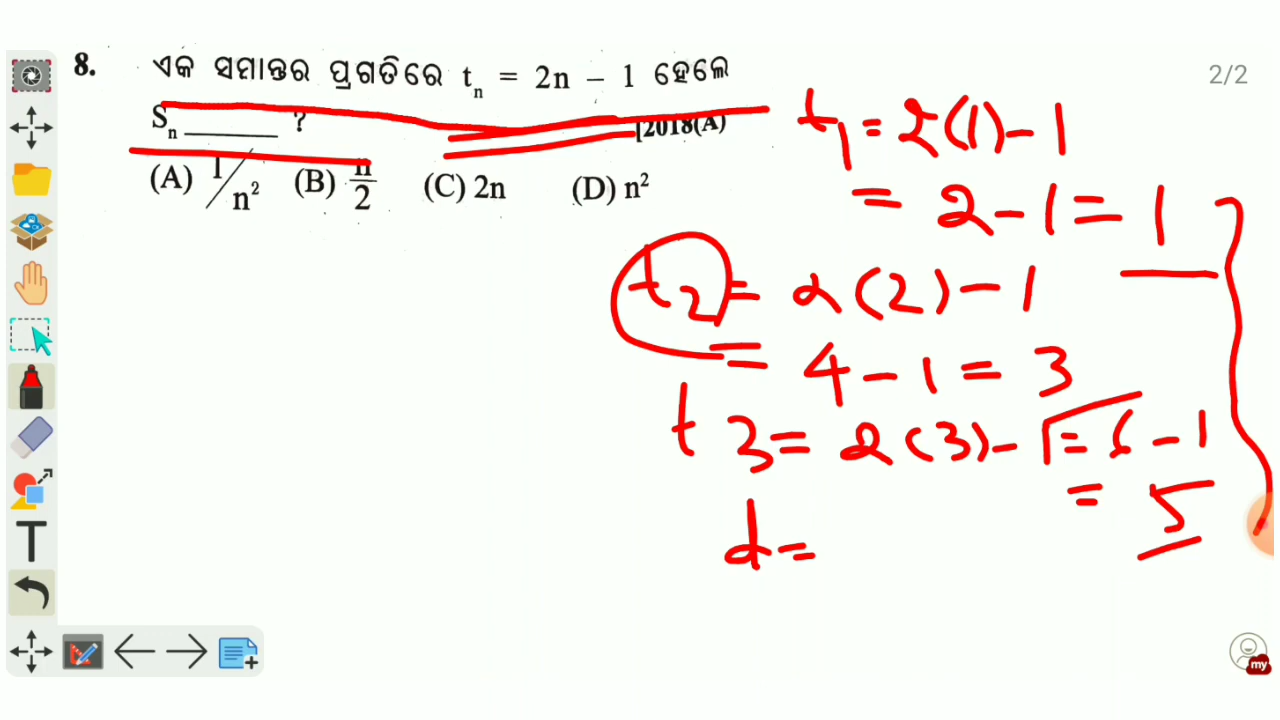 8. ଏକ ସମାନ୍ତର ପ୍ରଗତିରେ tn = 2n – 1 ହେଲେ
Sn ______ ? [2018(A)
(A) 1/n² (B) n/2 (C) 2n (D) n²
2/2
t1 = 2(1) - 1
= 2 - 1 = 1
t2 = 2(2) - 1
= 4 - 1 = 3
t3 = 2(3) - 1 = 6 - 1
= 5
d =
T
my